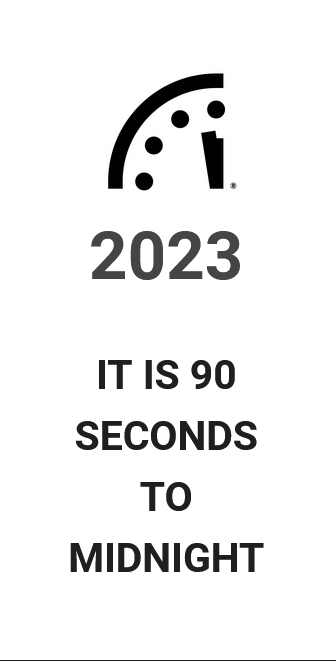 ®
2023
IT IS 90
SECONDS
TO
MIDNIGHT